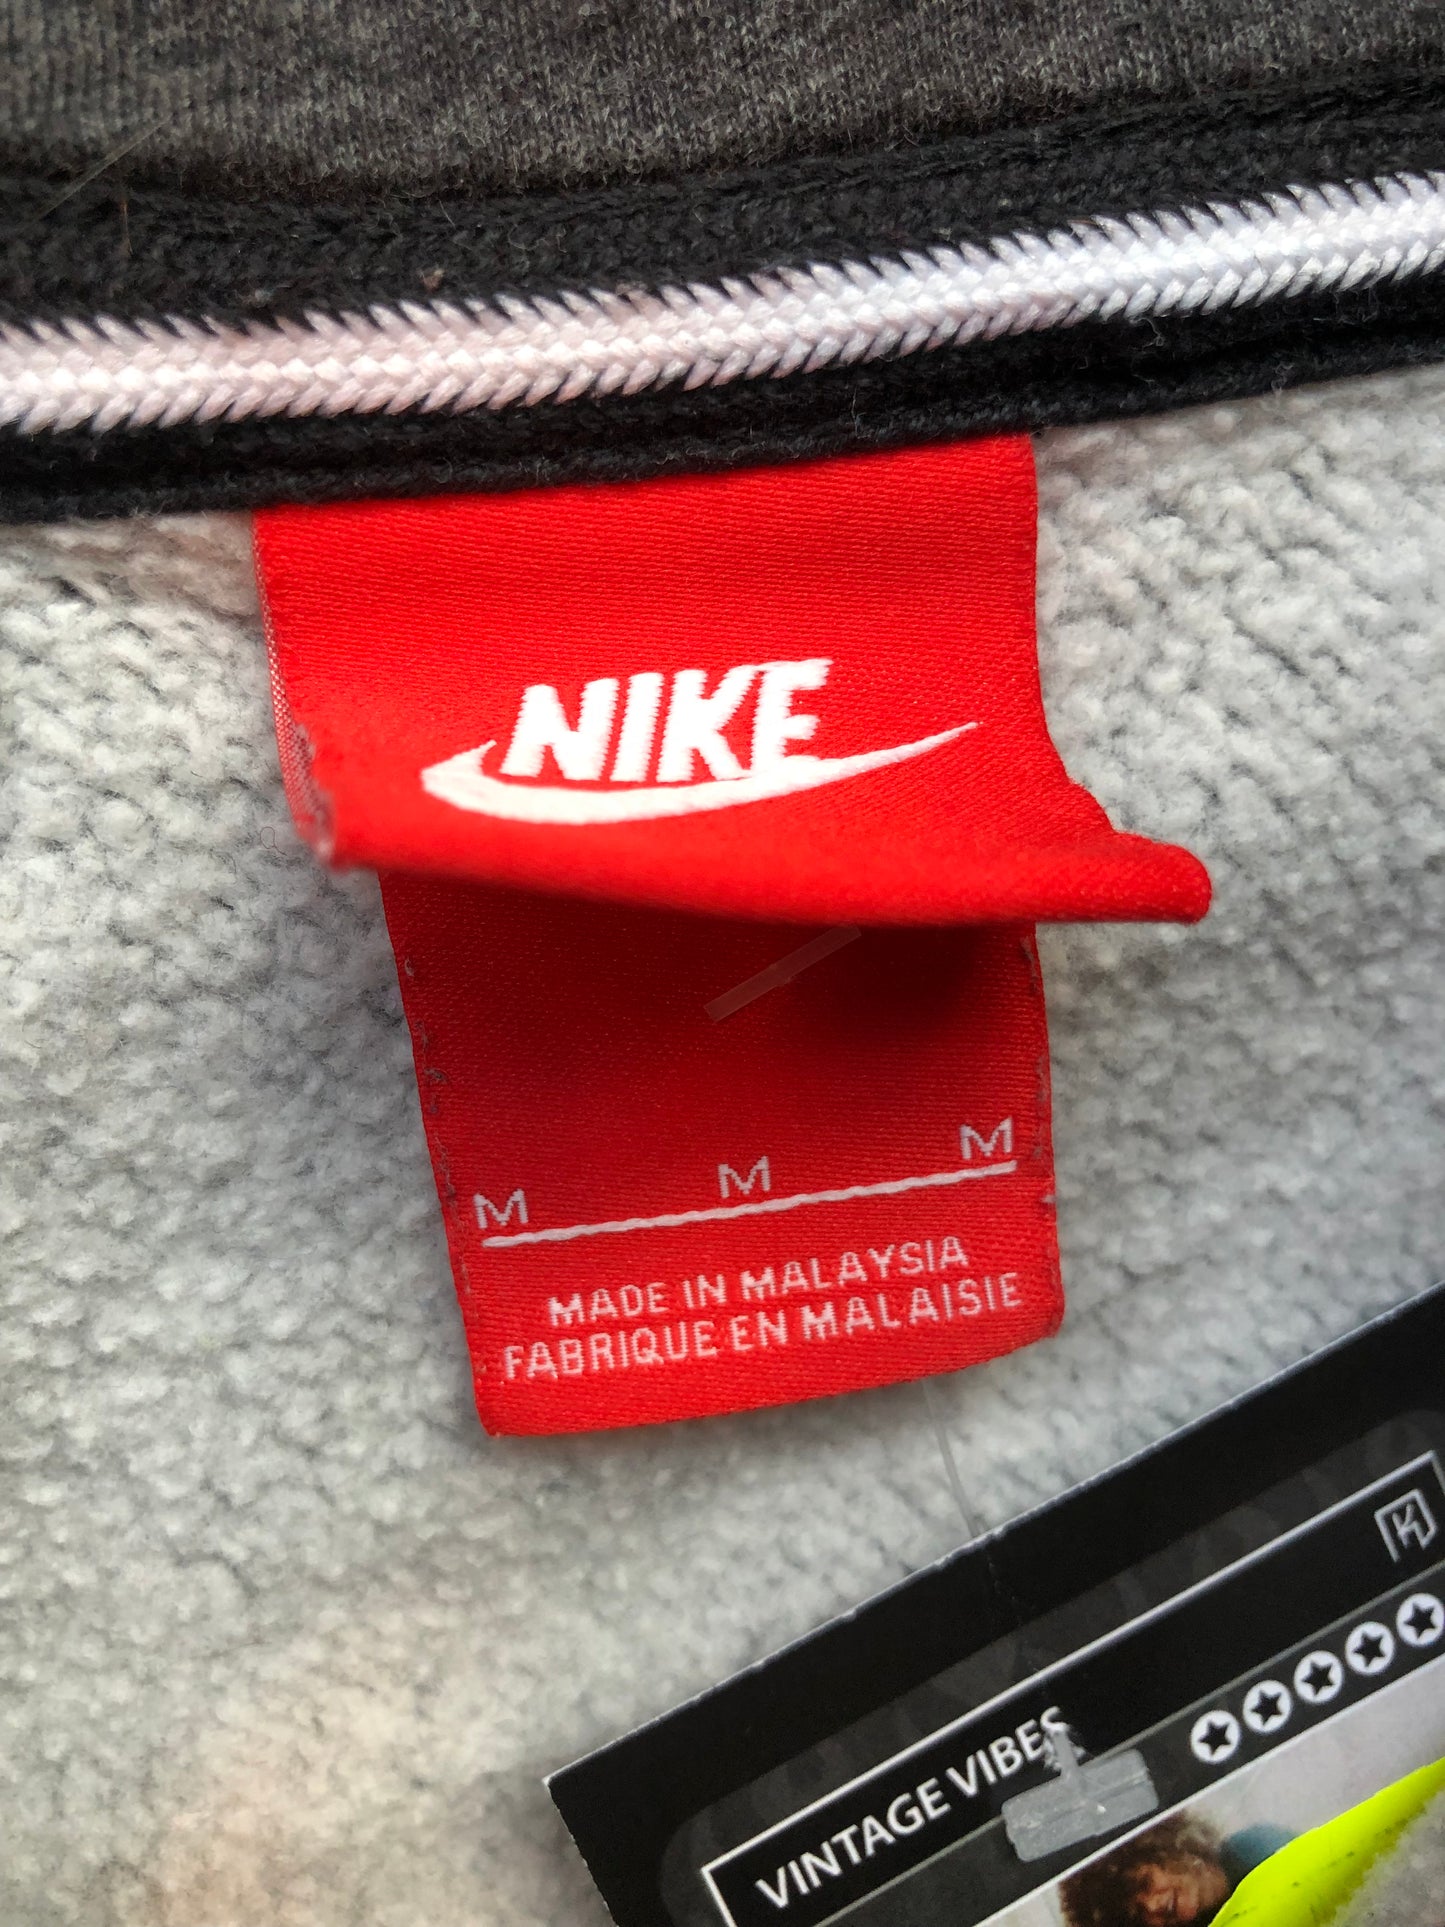 NIKE
M M M
MADE IN MALAYSIA
FABRIQUE EN MALAISIE
K
VINTAGE VIBES